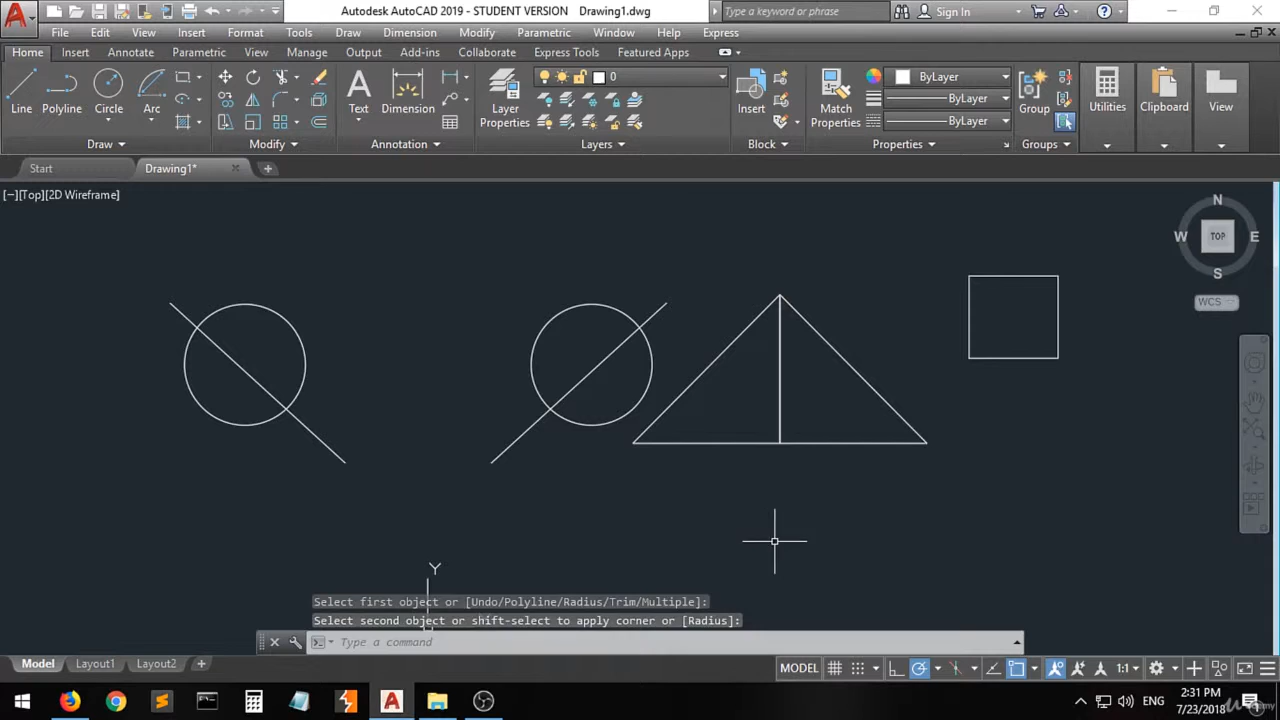 Autodesk AutoCAD 2019 - STUDENT VERSION Drawing1.dwg
Type a keyword or phrase
Sign In
File Edit View Insert Format Tools Draw Dimension Modify Parametric Window Help Express
Home Insert Annotate Parametric View Manage Output Add-ins Collaborate Express Tools Featured Apps
Line Polyline Circle Arc
Text Dimension
Layer Properties
0
Insert
Match Properties
ByLayer
ByLayer
ByLayer
Group
Utilities
Clipboard
View
Draw Modify Annotation Layers Block Properties Groups
Start Drawing1*
[−][Top][2D Wireframe]
N
W TOP E
S
WCS
Y
Select first object or [Undo/Polyline/Radius/Trim/Multiple]:
Select second object or shift-select to apply corner or [Radius]:
Type a command
Model Layout1 Layout2
MODEL
1:1
ENG
2:31 PM
7/23/2018